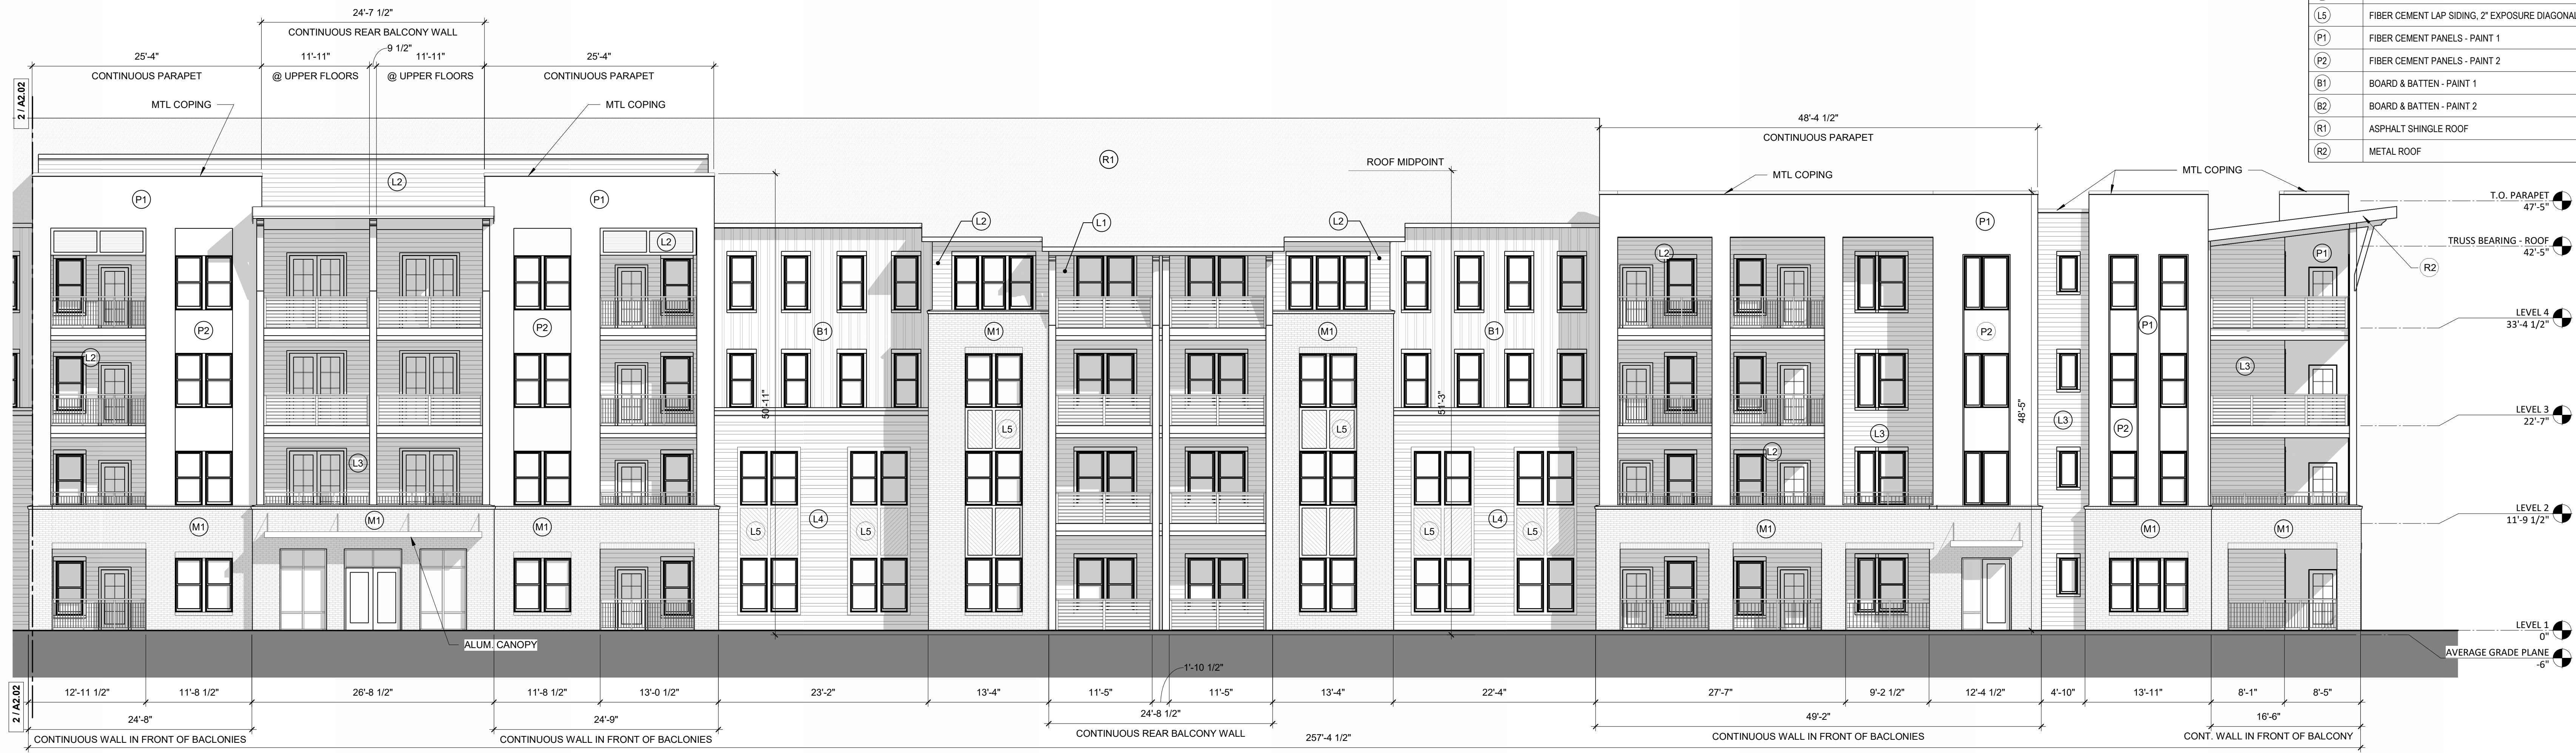 24'-7 1/2"
CONTINUOUS REAR BALCONY WALL
9 1/2"
25'-4"
11'-11"
11'-11"
25'-4"
CONTINUOUS PARAPET
@ UPPER FLOORS
@ UPPER FLOORS
CONTINUOUS PARAPET
2 / A2.02
MTL COPING
MTL COPING
L5 FIBER CEMENT LAP SIDING, 2" EXPOSURE DIAGONAL
P1 FIBER CEMENT PANELS - PAINT 1
P2 FIBER CEMENT PANELS - PAINT 2
B1 BOARD & BATTEN - PAINT 1
B2 BOARD & BATTEN - PAINT 2
R1 ASPHALT SHINGLE ROOF
R2 METAL ROOF
48'-4 1/2"
CONTINUOUS PARAPET
R1
ROOF MIDPOINT
MTL COPING
MTL COPING
P1
L2
P1
L2
L2
L1
L2
P1
L2
P1
R2
P2
P2
B1
M1
M1
B1
P2
P1
L2
L3
50'-11"
51'-3"
48'-5"
L5
L5
L3
L2
L3
P2
L3
M1
M1
M1
L5
L4
L5
L5
L4
L5
M1
M1
M1
T.O. PARAPET
47'-5"
TRUSS BEARING - ROOF
42'-5"
LEVEL 4
33'-4 1/2"
LEVEL 3
22'-7"
LEVEL 2
11'-9 1/2"
LEVEL 1
0"
AVERAGE GRADE PLANE
-6"
ALUM. CANOPY
1'-10 1/2"
2 / A2.02
12'-11 1/2"
11'-8 1/2"
26'-8 1/2"
11'-8 1/2"
13'-0 1/2"
23'-2"
13'-4"
11'-5"
11'-5"
13'-4"
22'-4"
27'-7"
9'-2 1/2"
12'-4 1/2"
4'-10"
13'-11"
8'-1"
8'-5"
24'-8"
24'-9"
24'-8 1/2"
49'-2"
16'-6"
CONTINUOUS WALL IN FRONT OF BACLONIES
CONTINUOUS WALL IN FRONT OF BACLONIES
CONTINUOUS REAR BALCONY WALL
257'-4 1/2"
CONTINUOUS WALL IN FRONT OF BACLONIES
CONT. WALL IN FRONT OF BALCONY